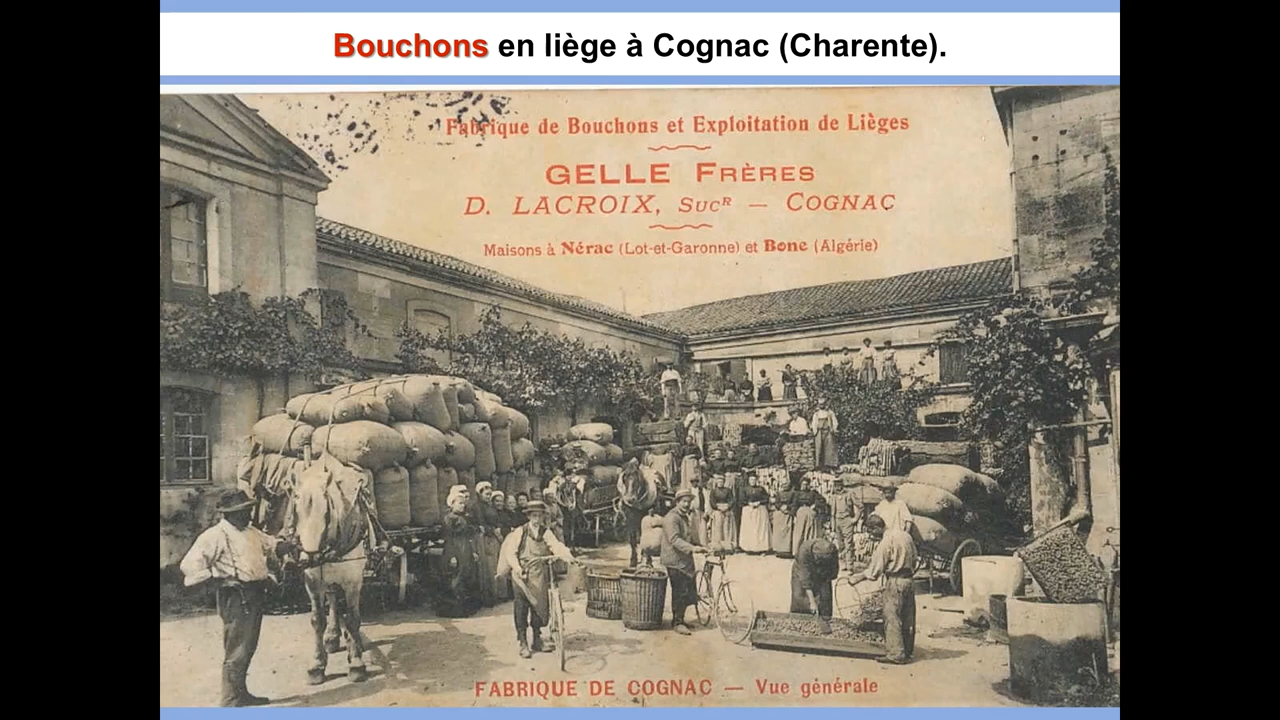 Bouchons en liège à Cognac (Charente).
Fabrique de Bouchons et Exploitation de Lièges
GELLE FRÈRES
D. LACROIX, SUCR — COGNAC
Maisons à Nérac (Lot-et-Garonne) et Bone (Algérie)
FABRIQUE DE COGNAC — Vue générale